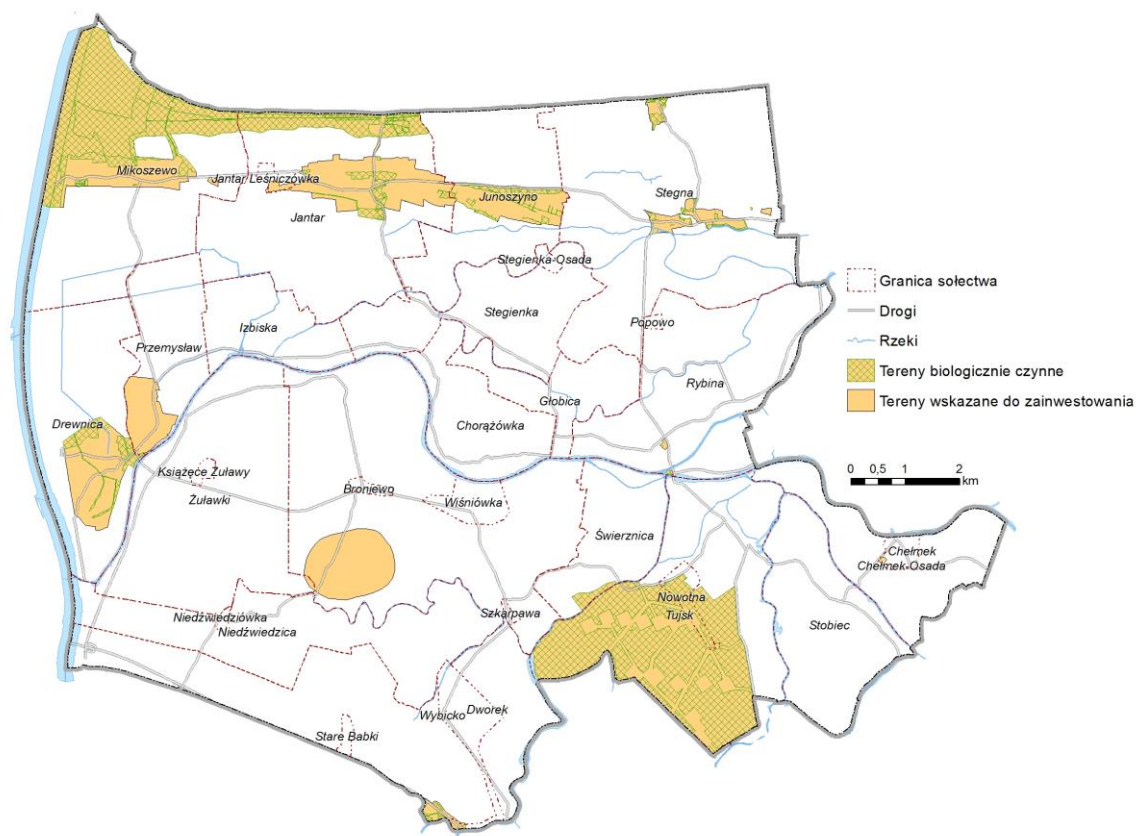 Mikoszewo
Jantar Leśniczówka
Jantar
Junoszyno
Stegna
Stegienka-Osada
Stegienka
Izbiska
Popowo
Przemysław
Rybina
Głobica
Drewnica
Chorążówka
Książęce Żuławy
Żuławki
Broniewo
Wiśniówka
Świerznica
Chełmek
Chełmek-Osada
Nowotna
Tujsk
Niedźwiedziówka
Niedźwiedzica
Szkarpawa
Stobiec
Wybicko
Dworek
Stare Babki
Granica sołectwa
Drogi
Rzeki
Tereny biologicznie czynne
Tereny wskazane do zainwestowania
0 0,5 1 2
km